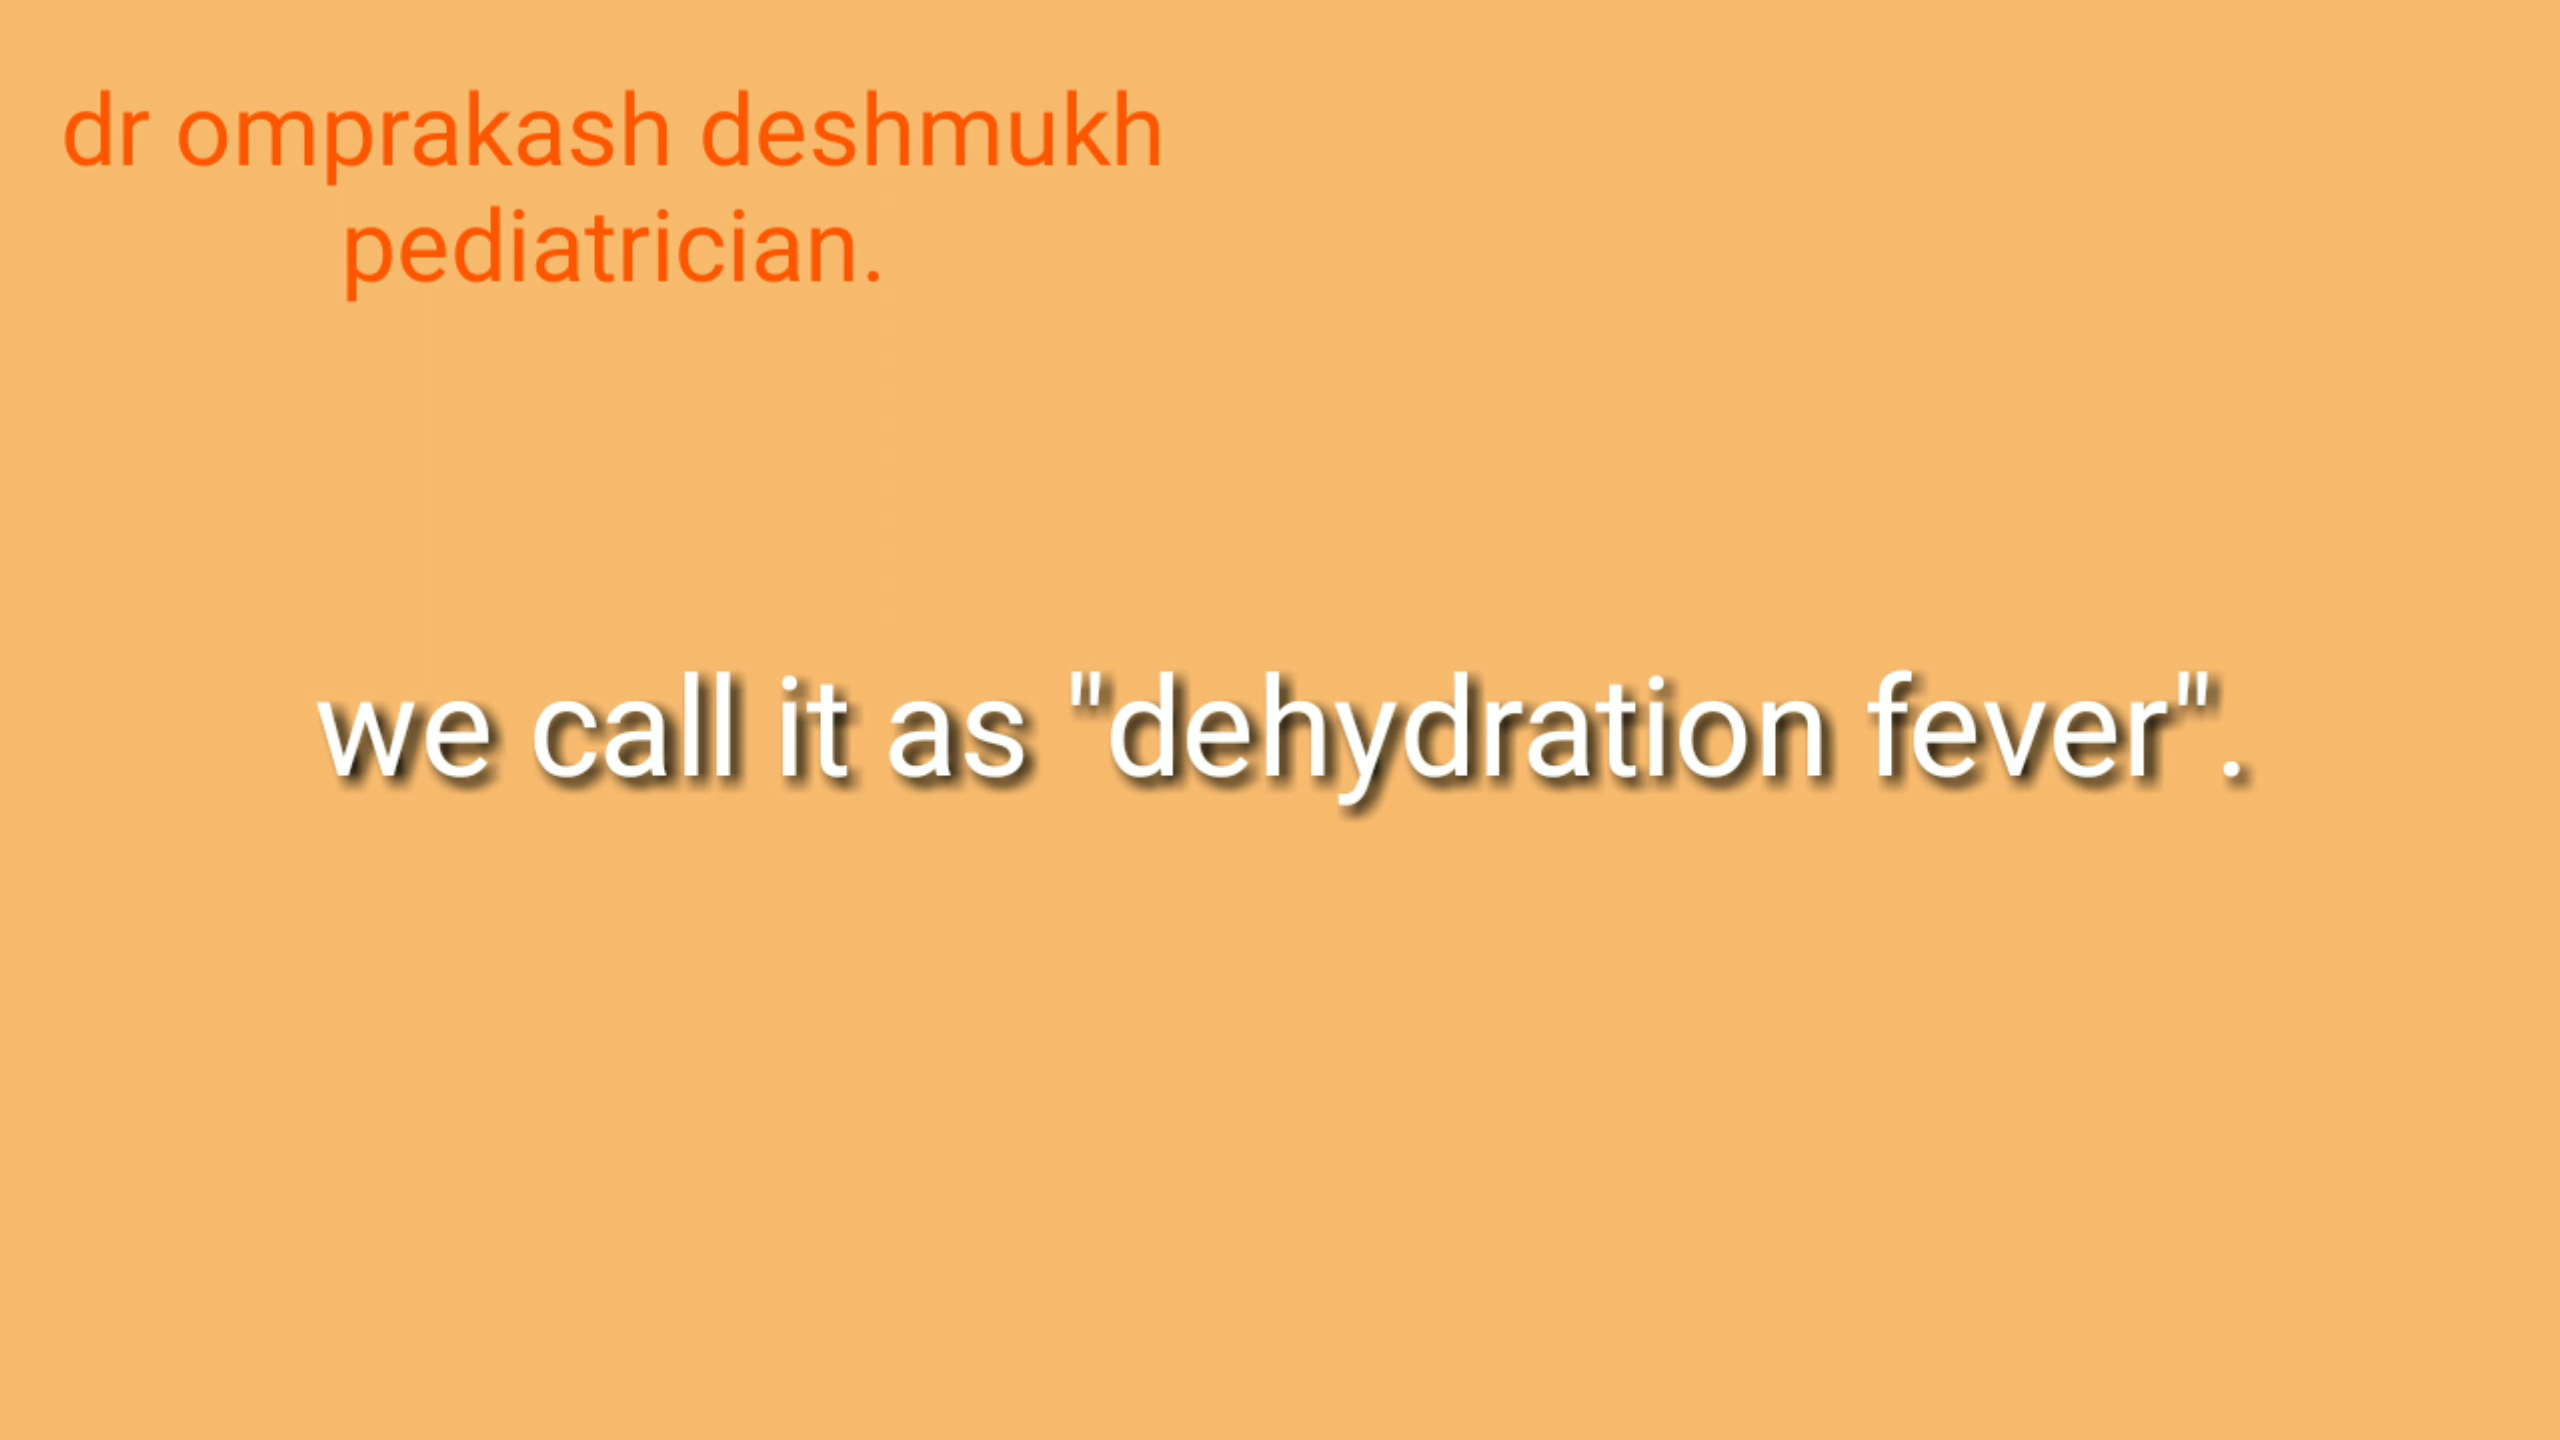 dr omprakash deshmukh
pediatrician.
we call it as "dehydration fever".